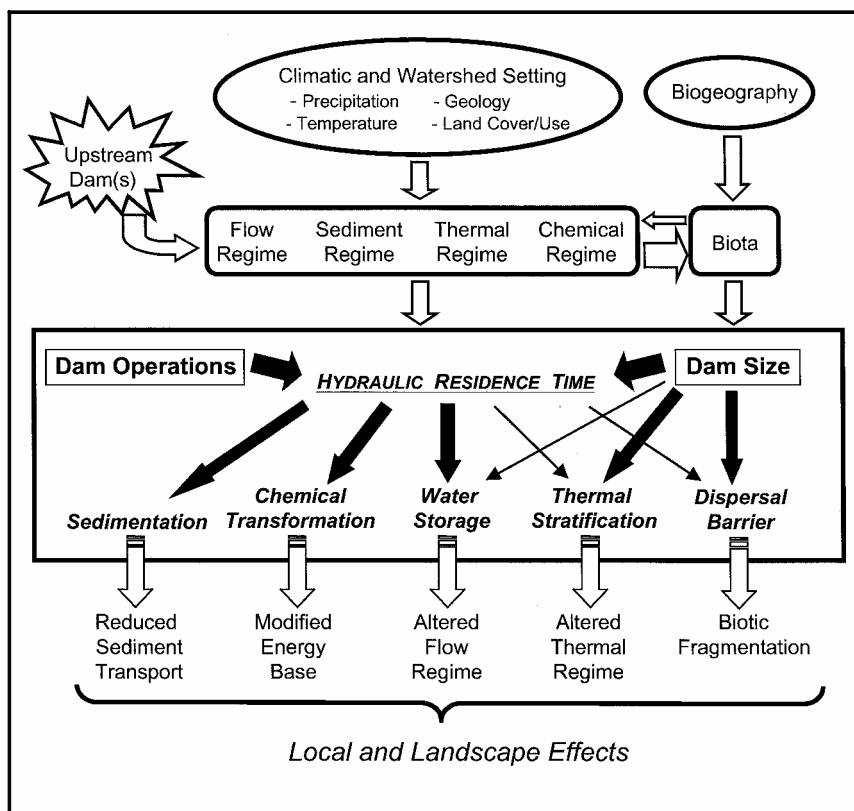 Climatic and Watershed Setting
- Precipitation - Geology
- Temperature - Land Cover/Use
Biogeography
Upstream
Dam(s)
Flow
Regime
Sediment
Regime
Thermal
Regime
Chemical
Regime
Biota
Dam Operations
HYDRAULIC RESIDENCE TIME
Dam Size
Sedimentation
Chemical
Transformation
Water
Storage
Thermal
Stratification
Dispersal
Barrier
Reduced
Sediment
Transport
Modified
Energy
Base
Altered
Flow
Regime
Altered
Thermal
Regime
Biotic
Fragmentation
Local and Landscape Effects